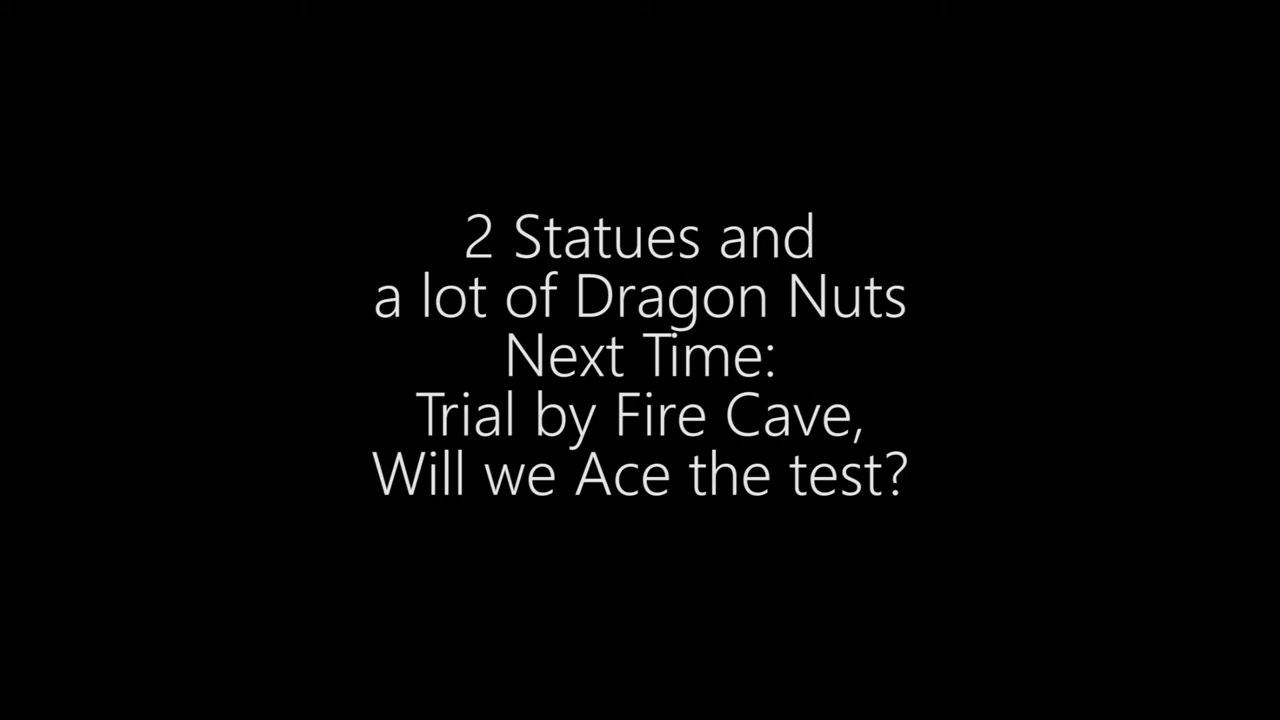 2 Statues and
a lot of Dragon Nuts
Next Time:
Trial by Fire Cave,
Will we Ace the test?